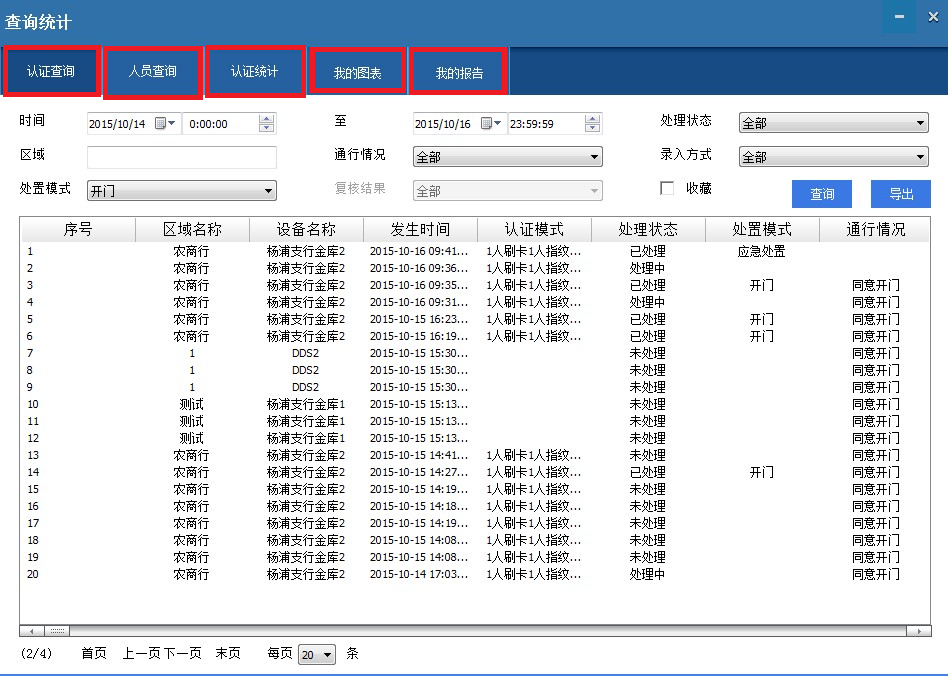 查询统计
认证查询 人员查询 认证统计 我的图表 我的报告
时间 2015/10/14 0:00:00 至 2015/10/16 23:59:59 处理状态 全部
区域 通行情况 全部 录入方式 全部
处置模式 开门 复核结果 全部 收藏 查询 导出
序号 区域名称 设备名称 发生时间 认证模式 处理状态 处置模式 通行情况
1 农商行 杨浦支行金库2 2015-10-16 09:41... 1人刷卡1人指纹... 已处理 应急处置
2 农商行 杨浦支行金库2 2015-10-16 09:36... 1人刷卡1人指纹... 处理中
3 农商行 杨浦支行金库2 2015-10-16 09:35... 1人刷卡1人指纹... 已处理 开门 同意开门
4 农商行 杨浦支行金库2 2015-10-16 09:31... 1人刷卡1人指纹... 处理中 同意开门
5 农商行 杨浦支行金库2 2015-10-15 16:23... 1人刷卡1人指纹... 已处理 开门 同意开门
6 农商行 杨浦支行金库2 2015-10-15 16:19... 1人刷卡1人指纹... 已处理 开门 同意开门
7 1 DDS2 2015-10-15 15:30... 未处理 同意开门
8 1 DDS2 2015-10-15 15:30... 未处理 同意开门
9 1 DDS2 2015-10-15 15:30... 未处理 同意开门
10 测试 杨浦支行金库1 2015-10-15 15:13... 未处理 同意开门
11 测试 杨浦支行金库1 2015-10-15 15:13... 未处理 同意开门
12 测试 杨浦支行金库1 2015-10-15 15:13... 未处理 同意开门
13 农商行 杨浦支行金库2 2015-10-15 14:41... 1人刷卡1人指纹... 未处理 同意开门
14 农商行 杨浦支行金库2 2015-10-15 14:27... 1人刷卡1人指纹... 已处理 开门 同意开门
15 农商行 杨浦支行金库2 2015-10-15 14:19... 1人刷卡1人指纹... 未处理 同意开门
16 农商行 杨浦支行金库2 2015-10-15 14:18... 1人刷卡1人指纹... 未处理 同意开门
17 农商行 杨浦支行金库2 2015-10-15 14:19... 1人刷卡1人指纹... 未处理 同意开门
18 农商行 杨浦支行金库2 2015-10-15 14:08... 1人刷卡1人指纹... 未处理 同意开门
19 农商行 杨浦支行金库2 2015-10-15 14:08... 1人刷卡1人指纹... 未处理 同意开门
20 农商行 杨浦支行金库2 2015-10-14 17:03... 1人刷卡1人指纹... 处理中 同意开门
(2/4) 首页 上一页 下一页 末页 每页 20 条